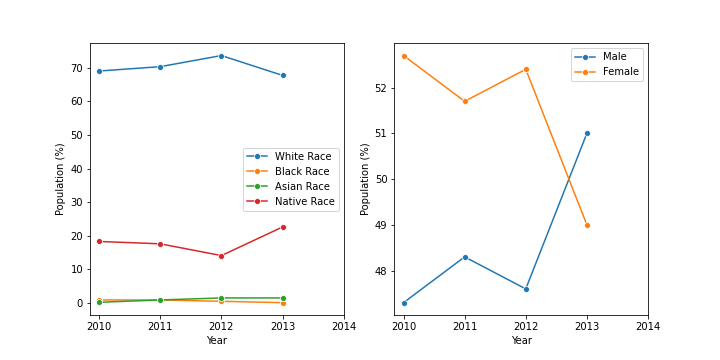 70
60
50
40
30
20
10
0
Population (%)
2010 2011 2012 2013 2014
Year
White Race
Black Race
Asian Race
Native Race
52
51
50
49
48
Population (%)
2010 2011 2012 2013 2014
Year
Male
Female